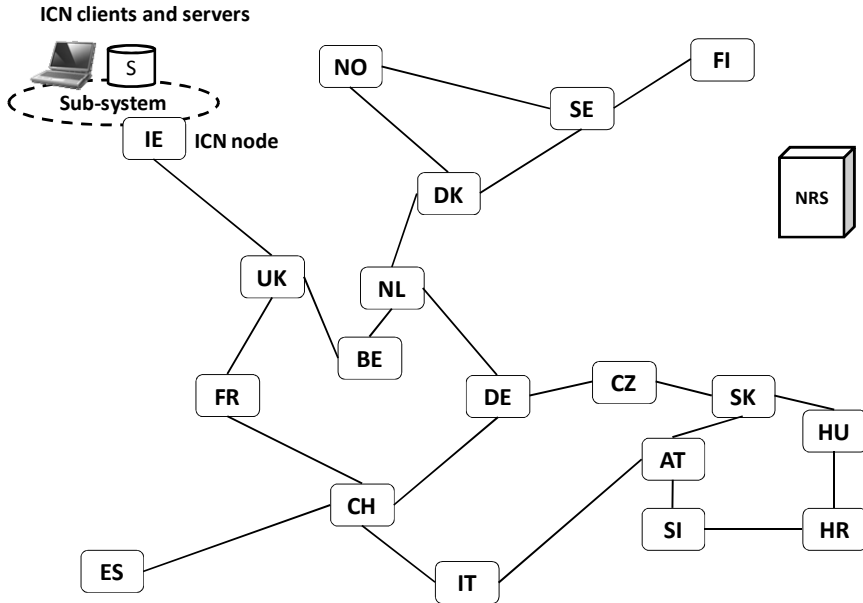 ICN clients and servers
S
Sub-system
IE
ICN node
NO
FI
SE
DK
NRS
UK
NL
BE
FR
DE
CZ
SK
HU
AT
CH
SI
HR
ES
IT